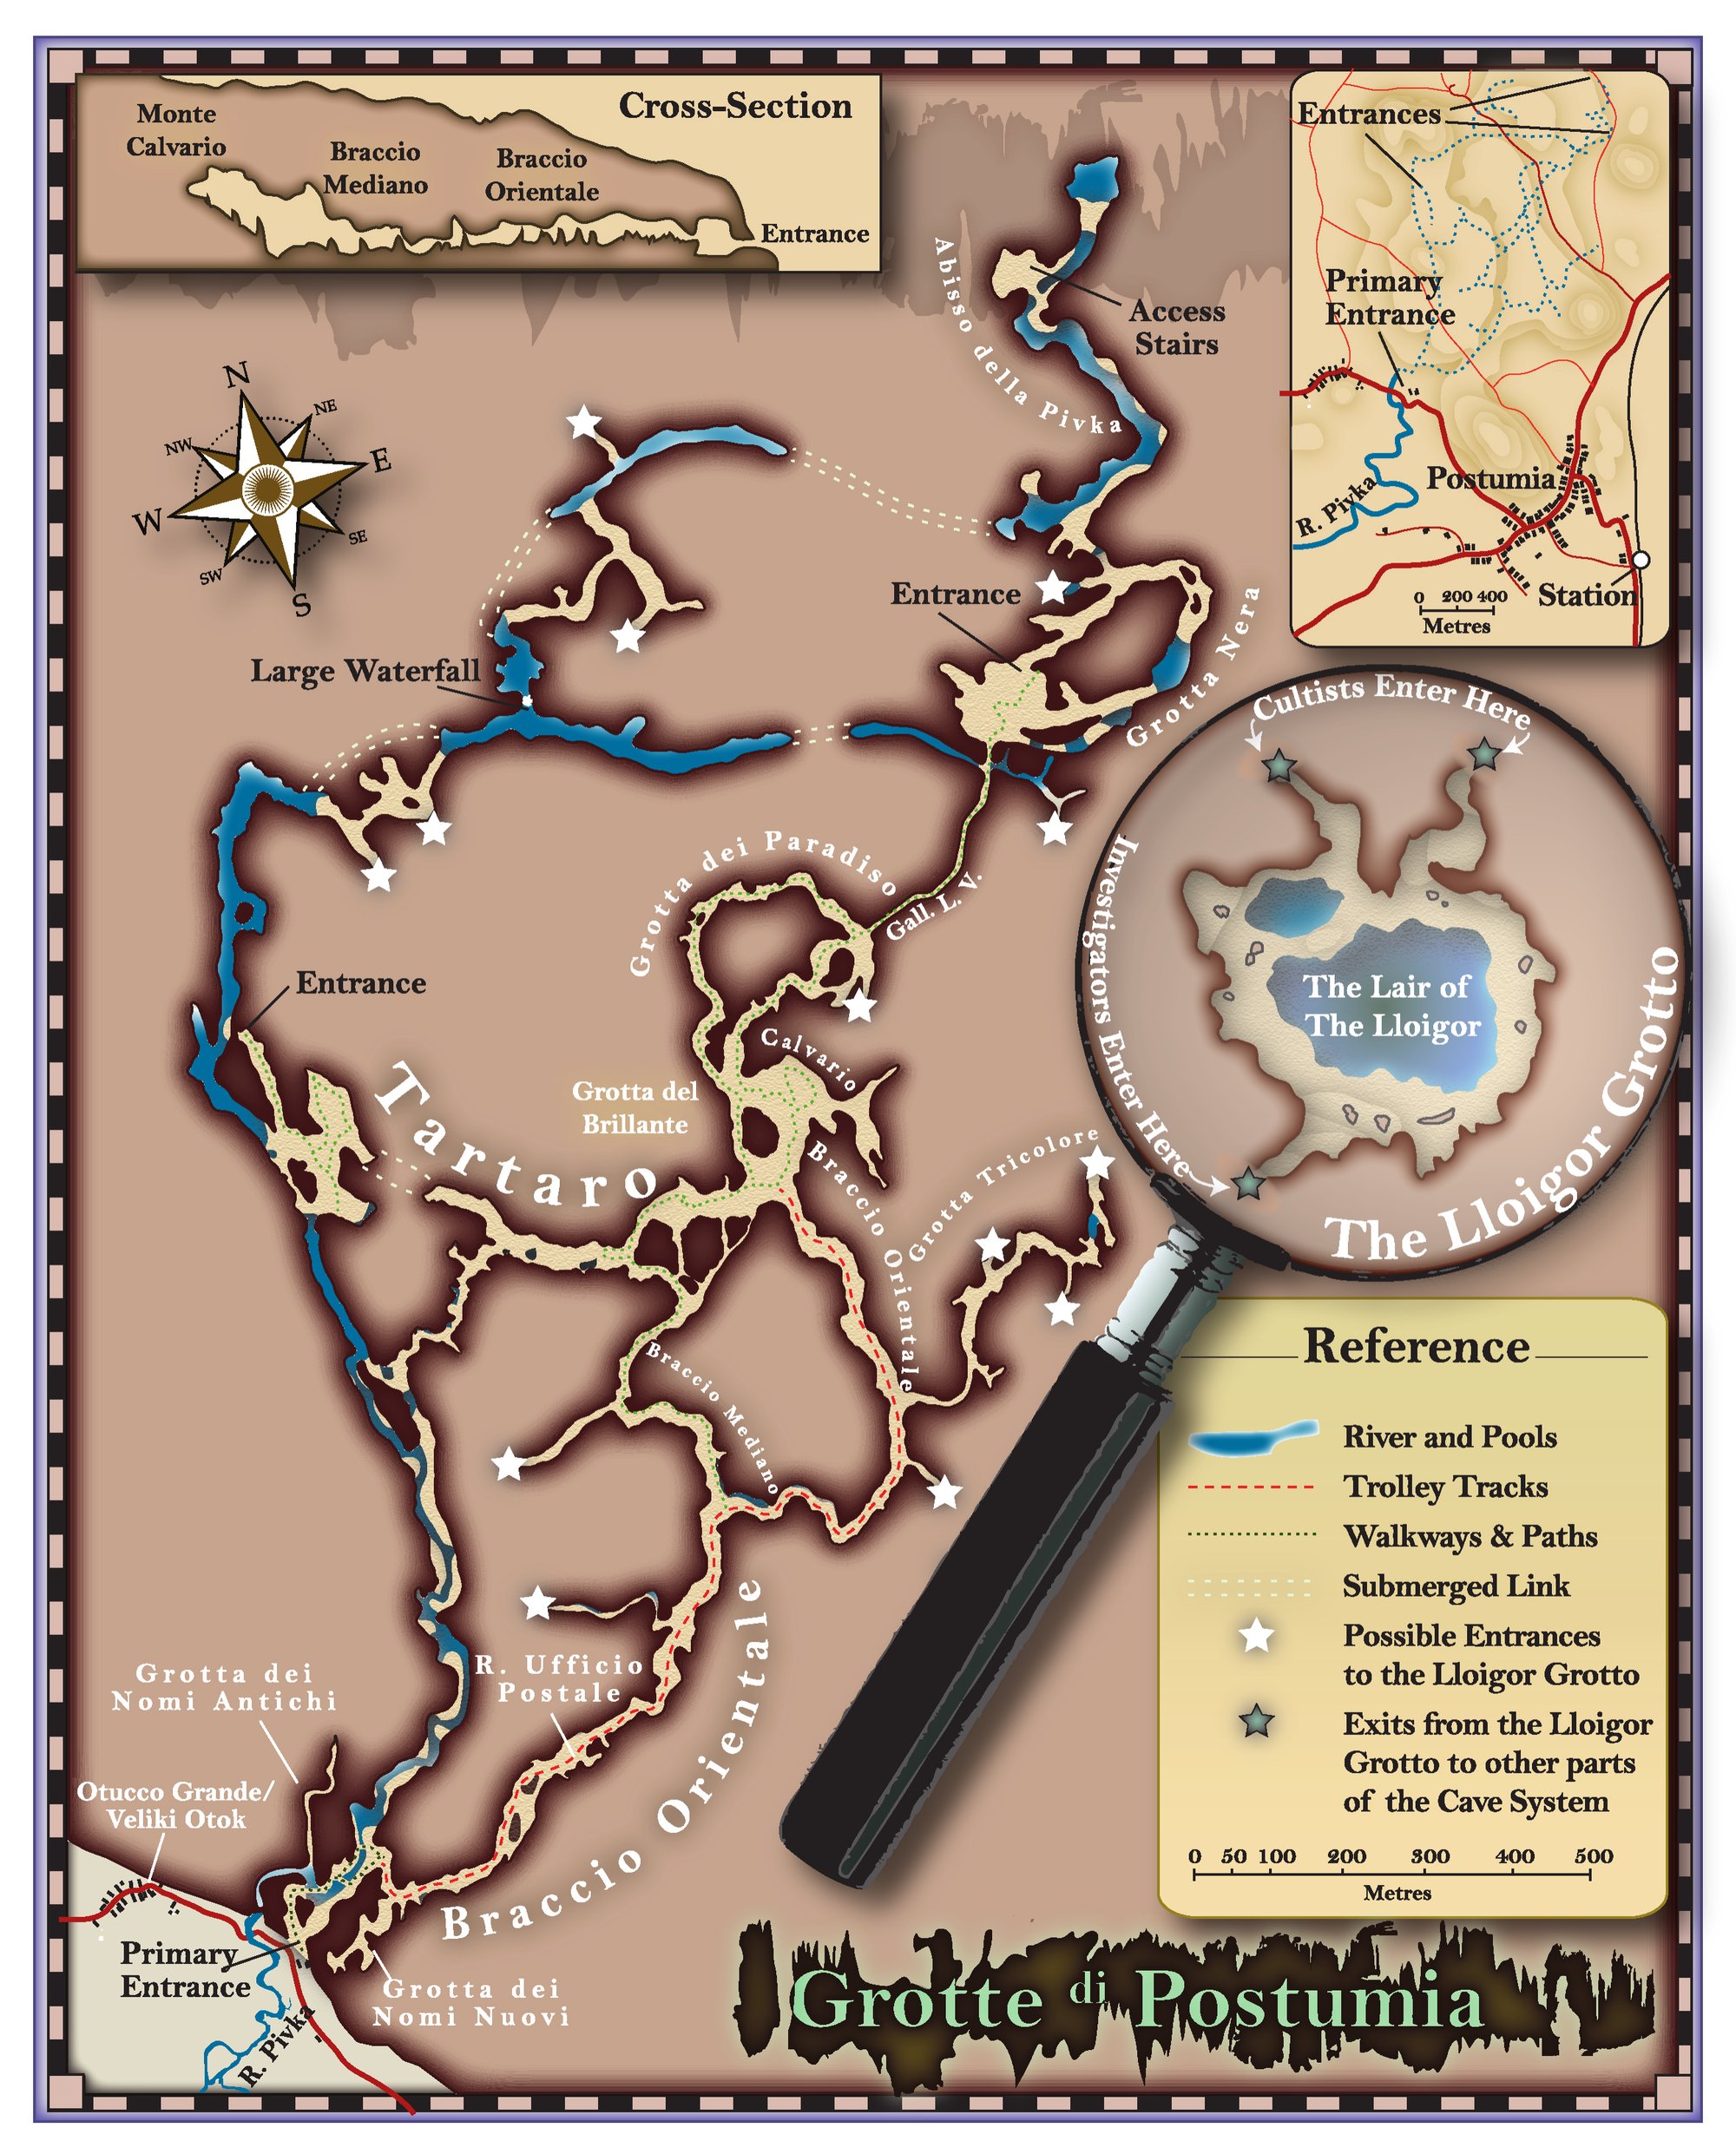 Cross-Section
Monte
Calvario
Braccio
Mediano
Braccio
Orientale
Entrance
Entrances
Primary
Entrance
Postumia
R. Pivka
Station
0 200 400
Metres
N
NE
E
SE
S
SW
W
NW
Abisso della Pivka
Access
Stairs
Entrance
Large Waterfall
Grotta Nera
Grotta dei Paradiso
Gall. L. V.
Entrance
Calvario
Tartaro
Grotta del
Brillante
Braccio Orientale
Grotta Tricolore
Braccio Mediano
Cultists Enter Here
Investigators Enter Here
The Lair of
The Lloigor
The Lloigor Grotto
Reference
River and Pools
Trolley Tracks
Walkways & Paths
Submerged Link
Possible Entrances
to the Lloigor Grotto
Exits from the Lloigor
Grotto to other parts
of the Cave System
0 50 100 200 300 400 500
Metres
R. Ufficio
Postale
Braccio Orientale
Grotta dei
Nomi Antichi
Otucco Grande/
Veliki Otok
Primary
Entrance
R. Pivka
Grotta dei
Nomi Nuovi
Grotte di Postumia